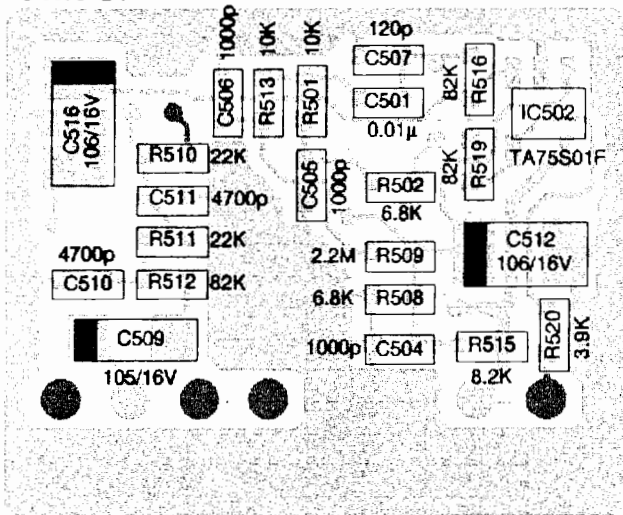 1000p
10K
10K
120p
C506
R513
R501
C507
C501
0.01µ
82K
R516
IC502
TA75S01F
C516
106/16V
R510
22K
C511
4700p
R511
22K
C505
1000p
R502
6.8K
82K
R519
4700p
C510
R512
82K
2.2M
R509
C512
106/16V
6.8K
R508
C509
105/16V
1000p
C504
R515
8.2K
R520
3.9K